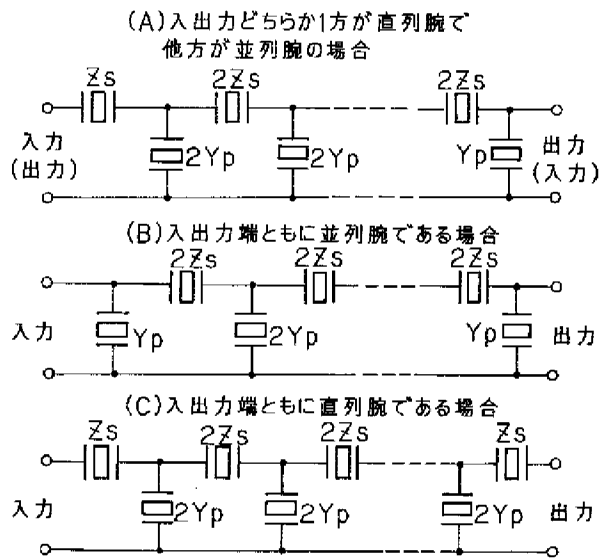 (A)入出力どちらか1方が直列腕で
他方が並列腕の場合
Zs
2Zs
2Zs
入力
(出力)
2Yp
2Yp
Yp
出力
(入力)
(B)入出力端ともに並列腕である場合
2Zs
2Zs
2Zs
入力
Yp
2Yp
Yp
出力
(C)入出力端ともに直列腕である場合
Zs
2Zs
2Zs
Zs
入力
2Yp
2Yp
2Yp
出力